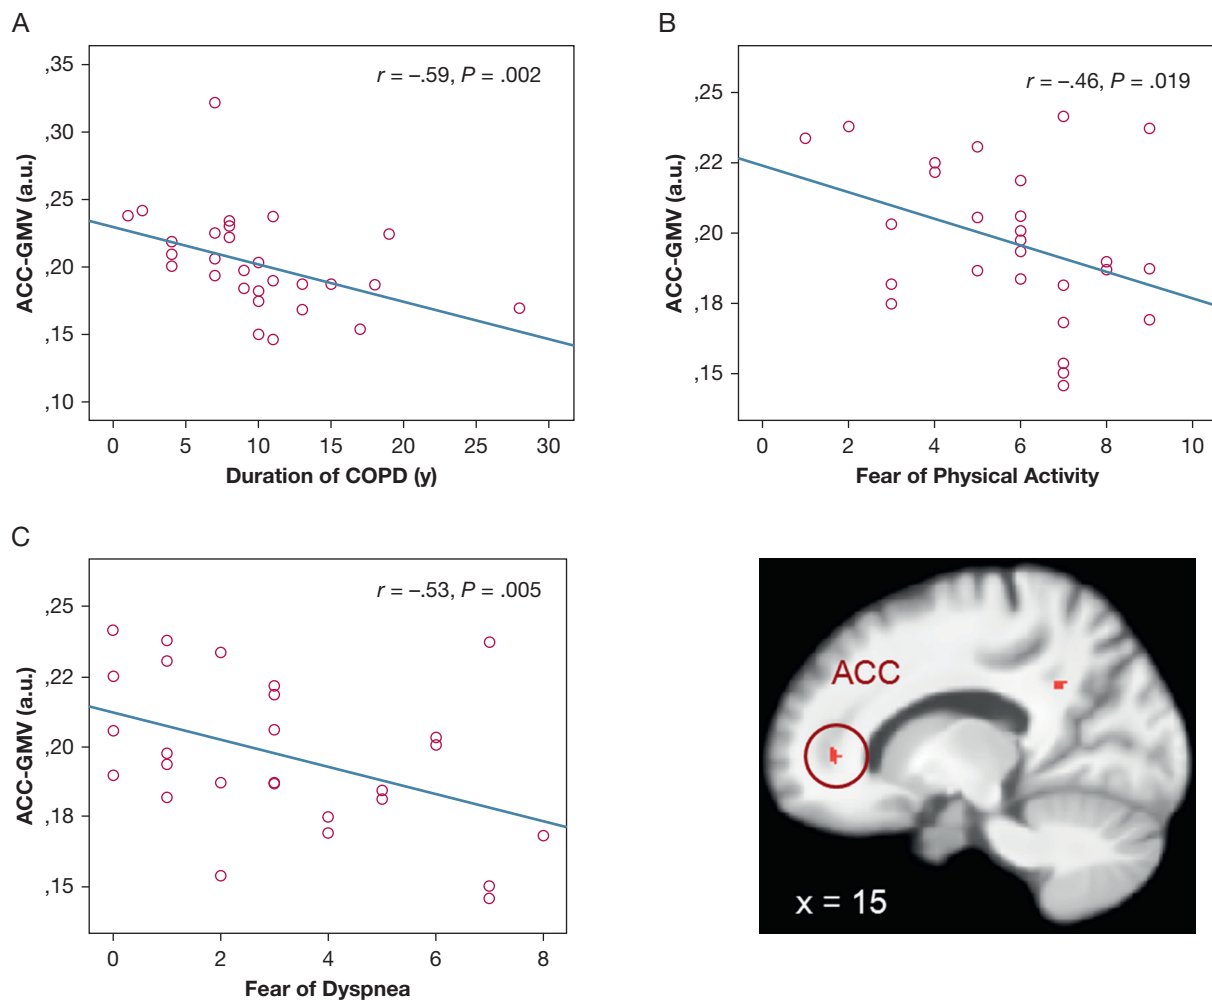 A
r = –.59, P = .002
,35
,30
,25
,20
,15
,10
ACC-GMV (a.u.)
0 5 10 15 20 25 30
Duration of COPD (y)
B
r = –.46, P = .019
,25
,22
,20
,18
,15
ACC-GMV (a.u.)
0 2 4 6 8 10
Fear of Physical Activity
C
r = –.53, P = .005
,25
,22
,20
,18
,15
ACC-GMV (a.u.)
0 2 4 6 8
Fear of Dyspnea
ACC
x = 15